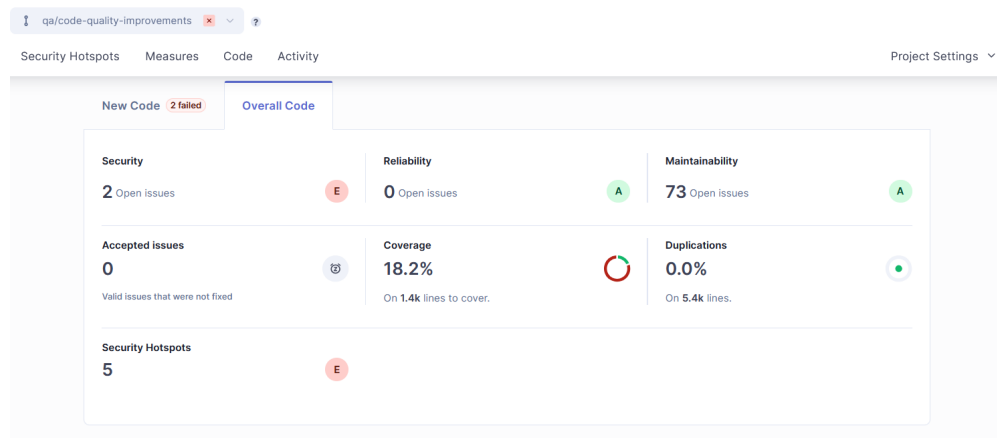 qa/code-quality-improvements
?
Security Hotspots Measures Code Activity Project Settings
New Code 2 failed Overall Code
Security Reliability Maintainability
2 Open issues E 0 Open issues A 73 Open issues A
Accepted issues Coverage Duplications
0 18.2% 0.0%
Valid issues that were not fixed On 1.4k lines to cover. On 5.4k lines.
Security Hotspots
5 E